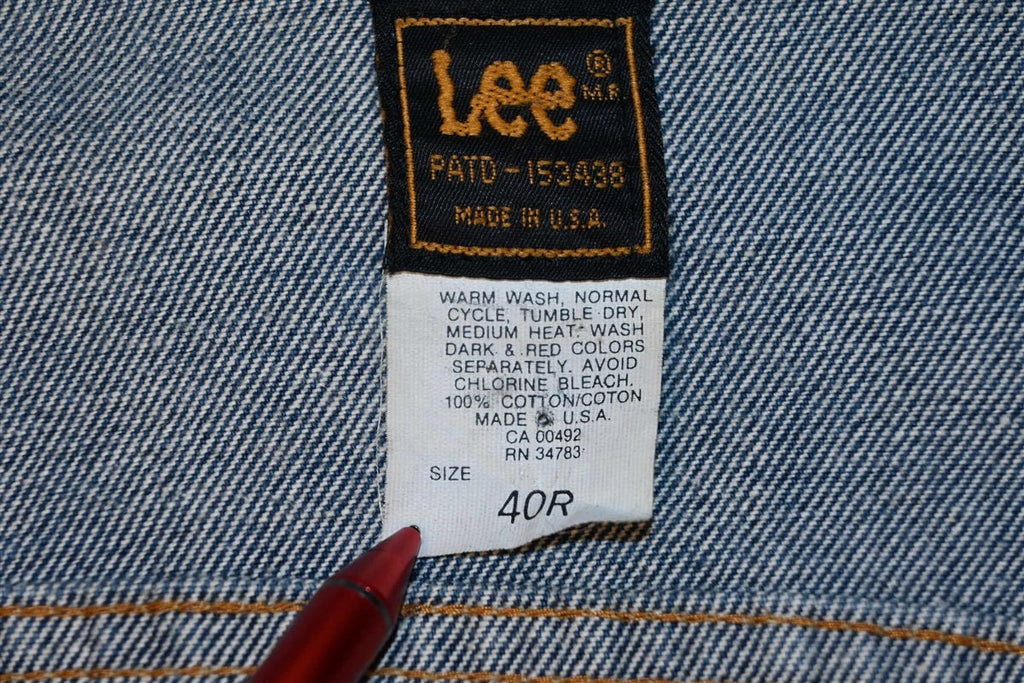 Lee ®
M.R.
PATD-153438
MADE IN U.S.A.
WARM WASH, NORMAL
CYCLE, TUMBLE DRY,
MEDIUM HEAT. WASH
DARK & RED COLORS
SEPARATELY. AVOID
CHLORINE BLEACH.
100% COTTON/COTON
MADE U.S.A.
CA 00492
RN 34783
SIZE
40R